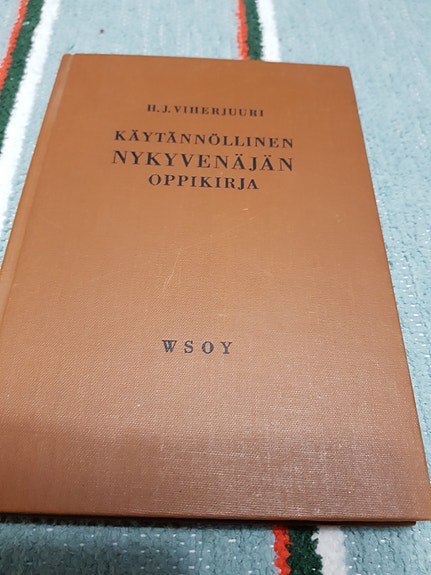 H. J. VIHERJUURI
KÄYTÄNNÖLLINEN
NYKYVENÄJÄN
OPPIKIRJA
WSOY